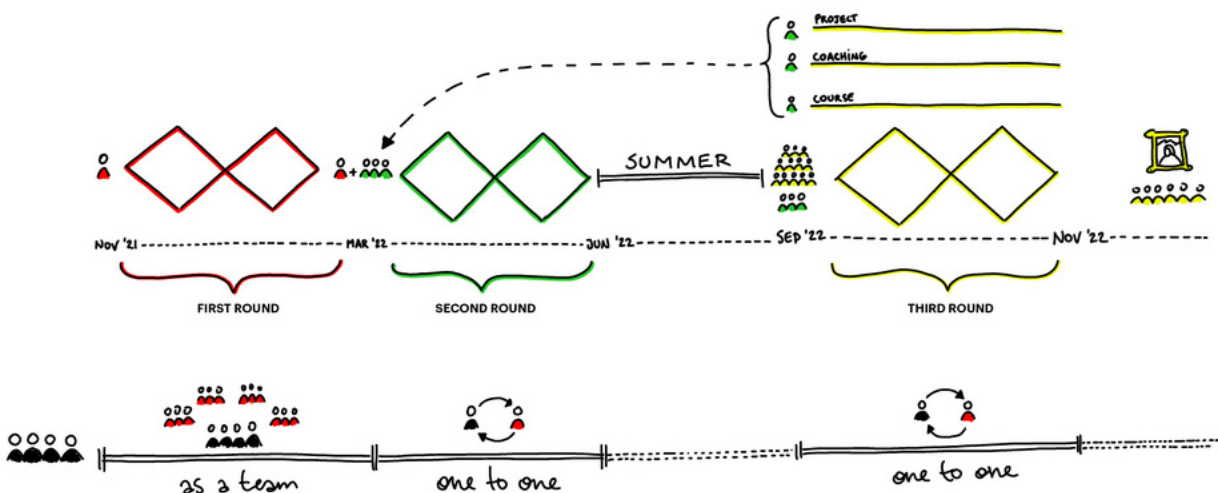 PROJECT
COACHING
COURSE
SUMMER
NOV '21
MAR '22
JUN '22
SEP '22
NOV '22
FIRST ROUND
SECOND ROUND
THIRD ROUND
as a team
one to one
one to one